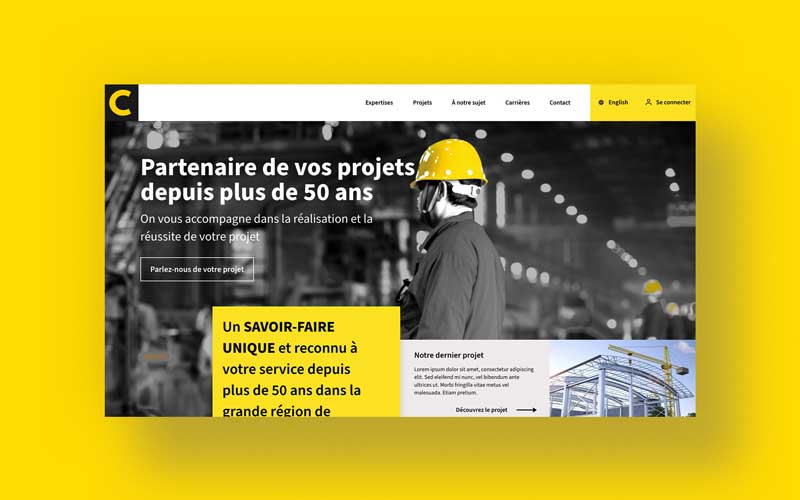 C
Expertises
Projets
À notre sujet
Carrières
Contact
English
Se connecter
Partenaire de vos projets
depuis plus de 50 ans
On vous accompagne dans la réalisation et la
réussite de votre projet
Parlez-nous de votre projet
Un SAVOIR-FAIRE
UNIQUE et reconnu à
votre service depuis
plus de 50 ans dans la
grande région de
Notre dernier projet
Lorem ipsum dolor sit amet, consectetur adipiscing
elit. Sed eleifend mi nunc, vel bibendum ante
ultrices ut. Morbi fringilla vitae metus vel
malesuada. Etiam pretium.
Découvrez le projet